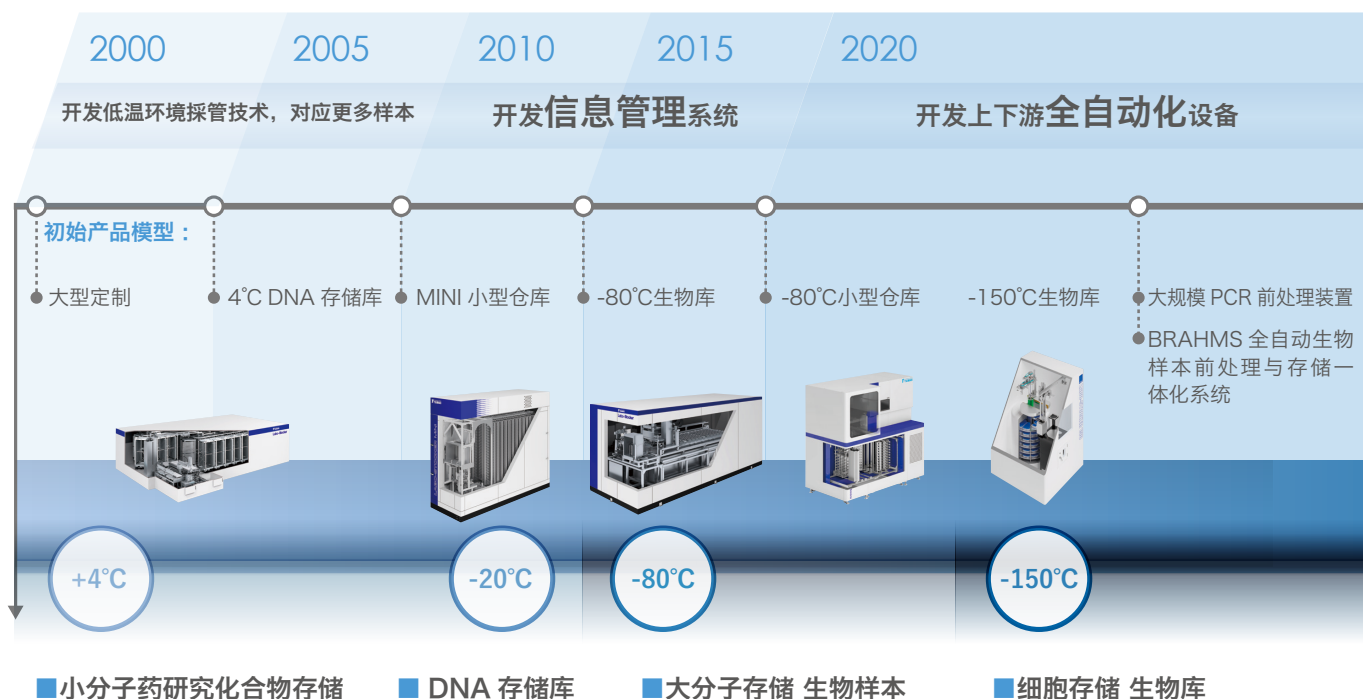 2000
2005
2010
2015
2020
开发低温环境採管技术，对应更多样本
开发信息管理系统
开发上下游全自动化设备
初始产品模型：
大型定制
4℃ DNA 存储库
MINI 小型仓库
-80℃生物库
-80℃小型仓库
-150℃生物库
大规模 PCR 前处理装置
BRAHMS 全自动生物
样本前处理与存储一
体化系统
+4℃
-20℃
-80℃
-150℃
■小分子药研究化合物存储
■ DNA 存储库
■大分子存储 生物样本
■细胞存储 生物库